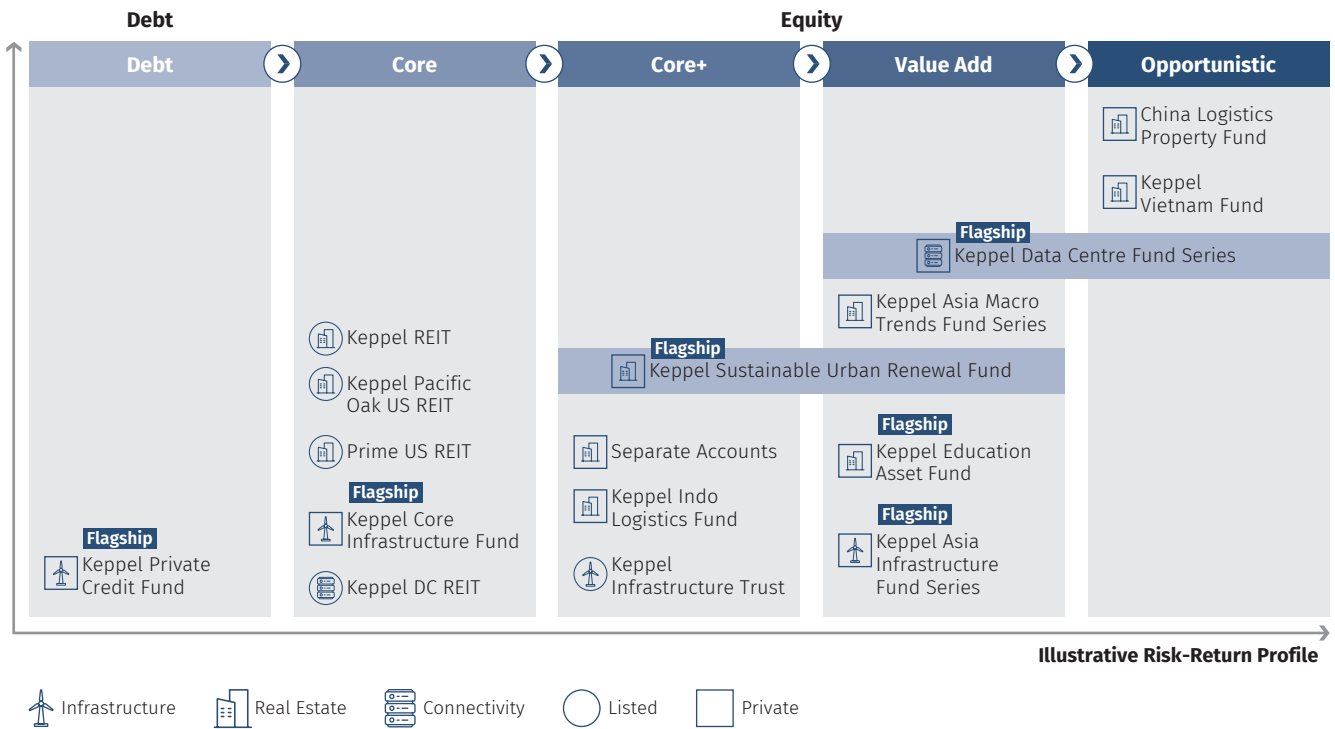 Debt
Equity
Debt
Core
Core+
Value Add
Opportunistic
Flagship
Keppel Private
Credit Fund
Keppel REIT
Keppel Pacific
Oak US REIT
Prime US REIT
Flagship
Keppel Core
Infrastructure Fund
Keppel DC REIT
Flagship
Keppel Sustainable Urban Renewal Fund
Separate Accounts
Keppel Indo
Logistics Fund
Keppel
Infrastructure Trust
Flagship
Keppel Data Centre Fund Series
Keppel Asia Macro
Trends Fund Series
Flagship
Keppel Education
Asset Fund
Flagship
Keppel Asia
Infrastructure
Fund Series
China Logistics
Property Fund
Keppel
Vietnam Fund
Illustrative Risk-Return Profile
Infrastructure
Real Estate
Connectivity
Listed
Private